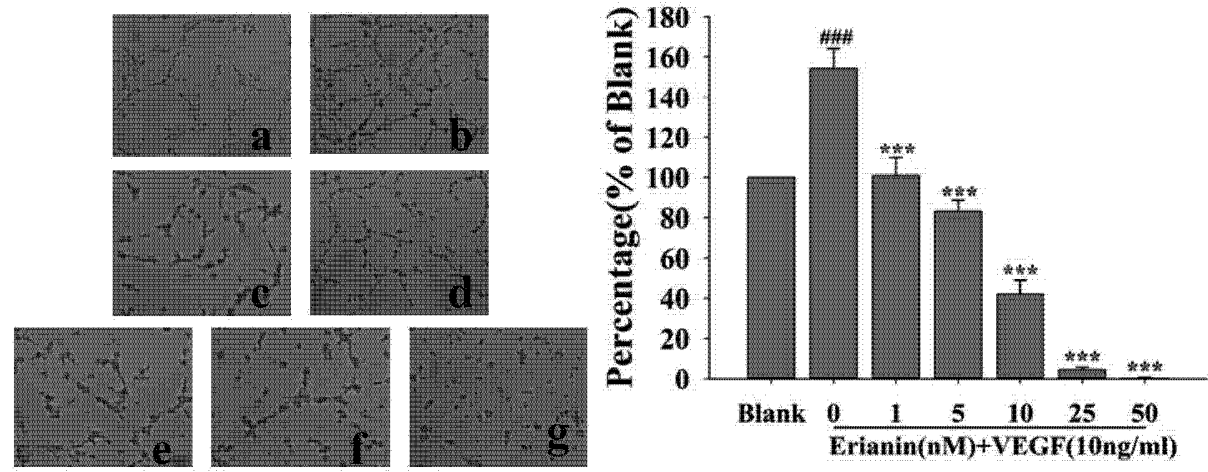 a
b
c
d
e
f
g
Percentage(% of Blank)
180
160
140
120
100
80
60
40
20
0
###
***
***
***
***
***
Blank 0 1 5 10 25 50
Erianin(nM)+VEGF(10ng/ml)